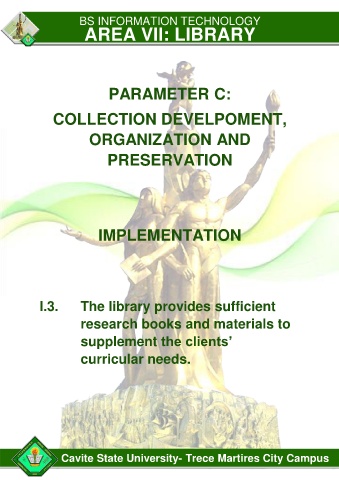 BS INFORMATION TECHNOLOGY
AREA VII: LIBRARY
PARAMETER C:
COLLECTION DEVELPOMENT,
ORGANIZATION AND
PRESERVATION
IMPLEMENTATION
I.3. The library provides sufficient
research books and materials to
supplement the clients’
curricular needs.
Cavite State University- Trece Martires City Campus